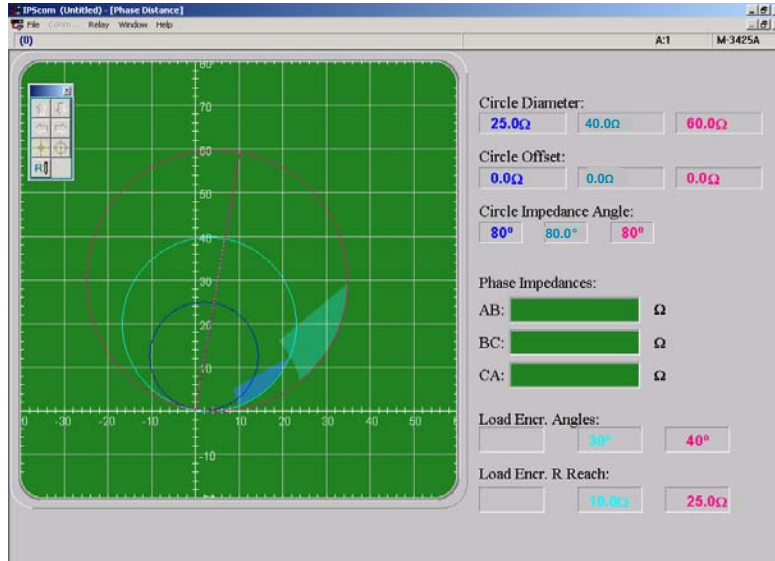 IPScom (Untitled) - [Phase Distance]
File Comm... Relay Window Help
(0) A:1 M-3425A
Circle Diameter:
25.0Ω 40.0Ω 60.0Ω
Circle Offset:
0.0Ω 0.0Ω 0.0Ω
Circle Impedance Angle:
80° 80.0° 80°
Phase Impedances:
AB: Ω
BC: Ω
CA: Ω
Load Encr. Angles:
30° 40°
Load Encr. R Reach:
10.0Ω 25.0Ω
R
80
70
60
50
40
30
20
10
-30 -20 -10 10 20 30 40 50
-10